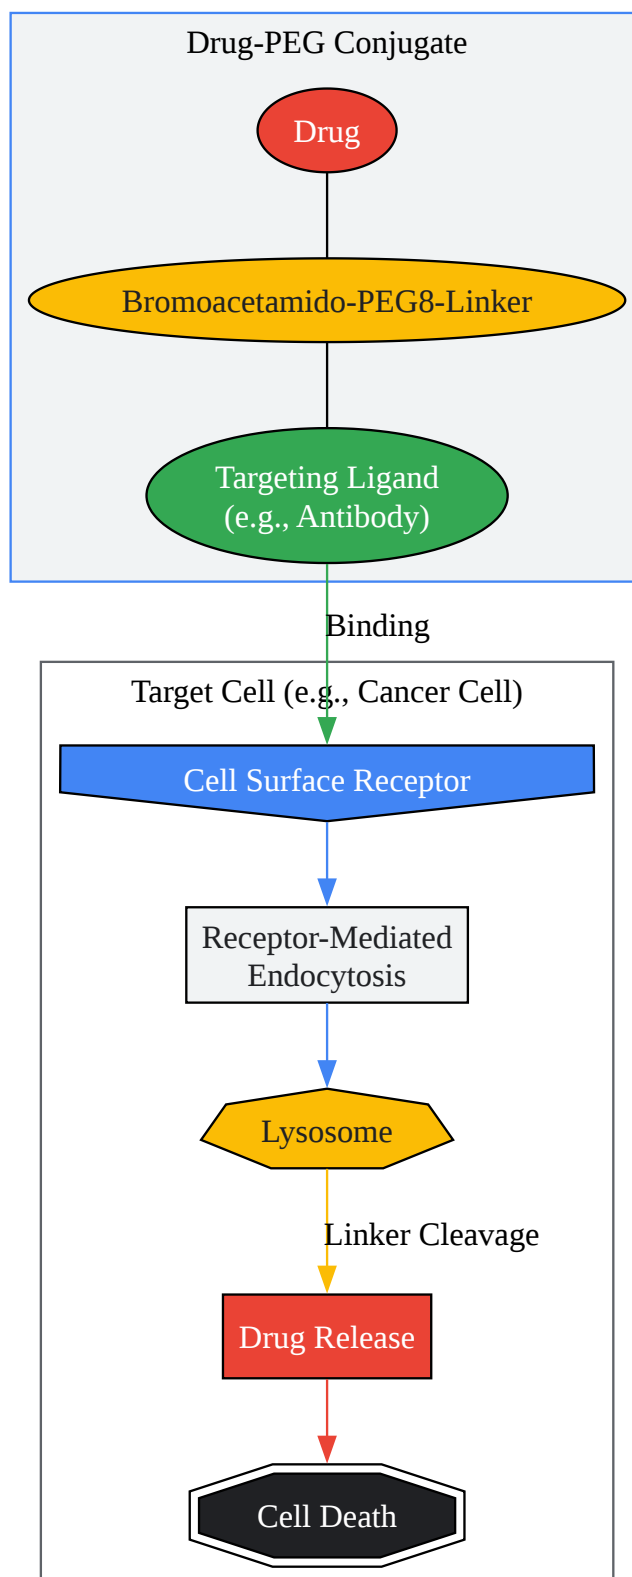 Drug-PEG Conjugate
Drug
Bromoacetamido-PEG8-Linker
Targeting Ligand
(e.g., Antibody)
Binding
Target Cell (e.g., Cancer Cell)
Cell Surface Receptor
Receptor-Mediated
Endocytosis
Lysosome
Linker Cleavage
Drug Release
Cell Death